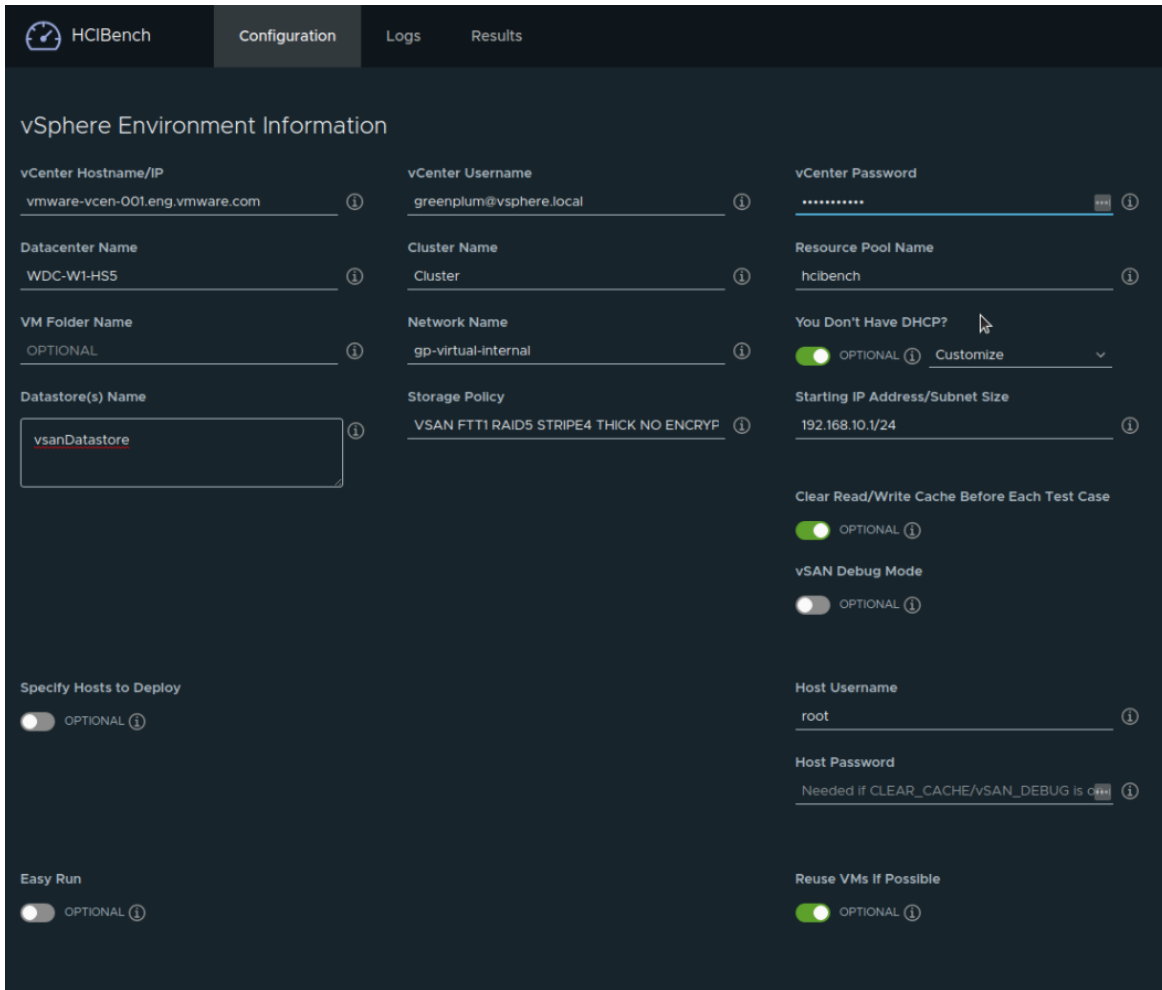 HCIBench
Configuration
Logs
Results
vSphere Environment Information
vCenter Hostname/IP
vmware-vcen-001.eng.vmware.com
vCenter Username
greenplum@vsphere.local
vCenter Password
•••••••••••
Datacenter Name
WDC-W1-HS5
Cluster Name
Cluster
Resource Pool Name
hcibench
VM Folder Name
OPTIONAL
Network Name
gp-virtual-internal
You Don't Have DHCP?
OPTIONAL
Customize
Datastore(s) Name
vsanDatastore
Storage Policy
VSAN FTT1 RAID5 STRIPE4 THICK NO ENCRYP
Starting IP Address/Subnet Size
192.168.10.1/24
Clear Read/Write Cache Before Each Test Case
OPTIONAL
vSAN Debug Mode
OPTIONAL
Specify Hosts to Deploy
OPTIONAL
Host Username
root
Host Password
Needed if CLEAR_CACHE/vSAN_DEBUG is
Easy Run
OPTIONAL
Reuse VMs If Possible
OPTIONAL